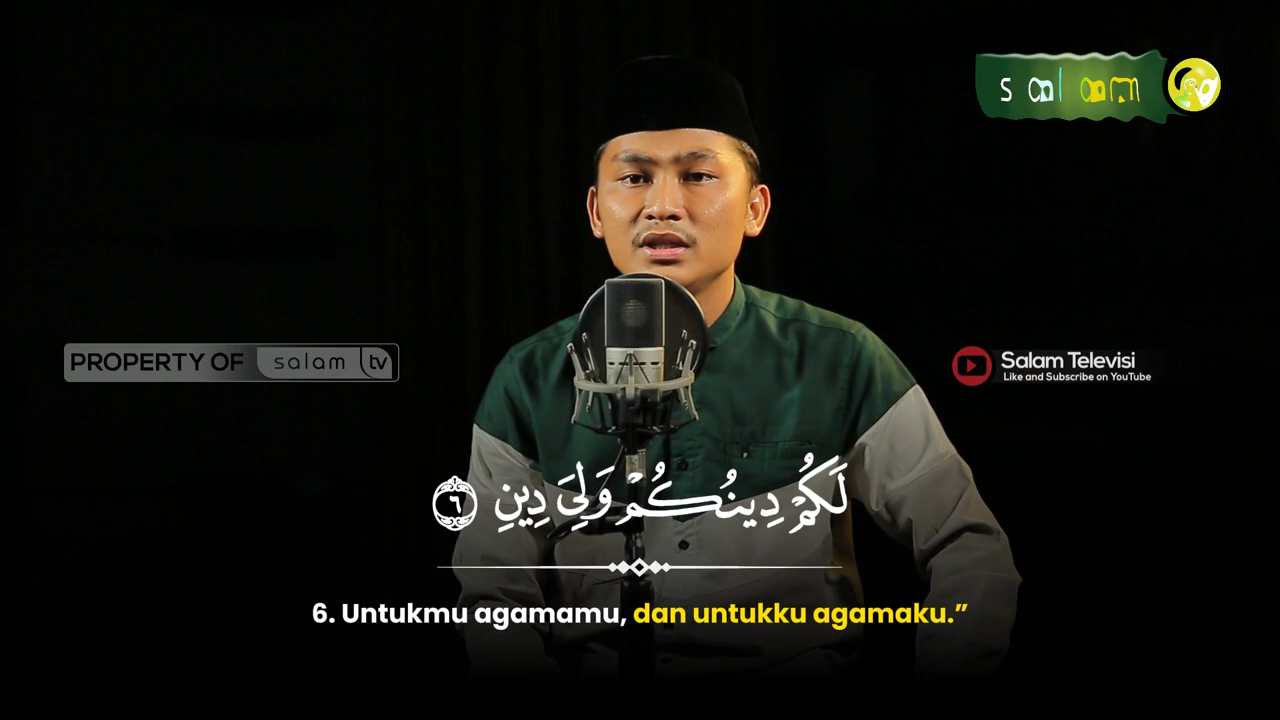 salam
PROPERTY OF salam tv
Salam Televisi
Like and Subscribe on YouTube
لَكُمْ دِينُكُمْ وَلِيَ دِينِ ٦
6. Untukmu agamamu, dan untukku agamaku.”